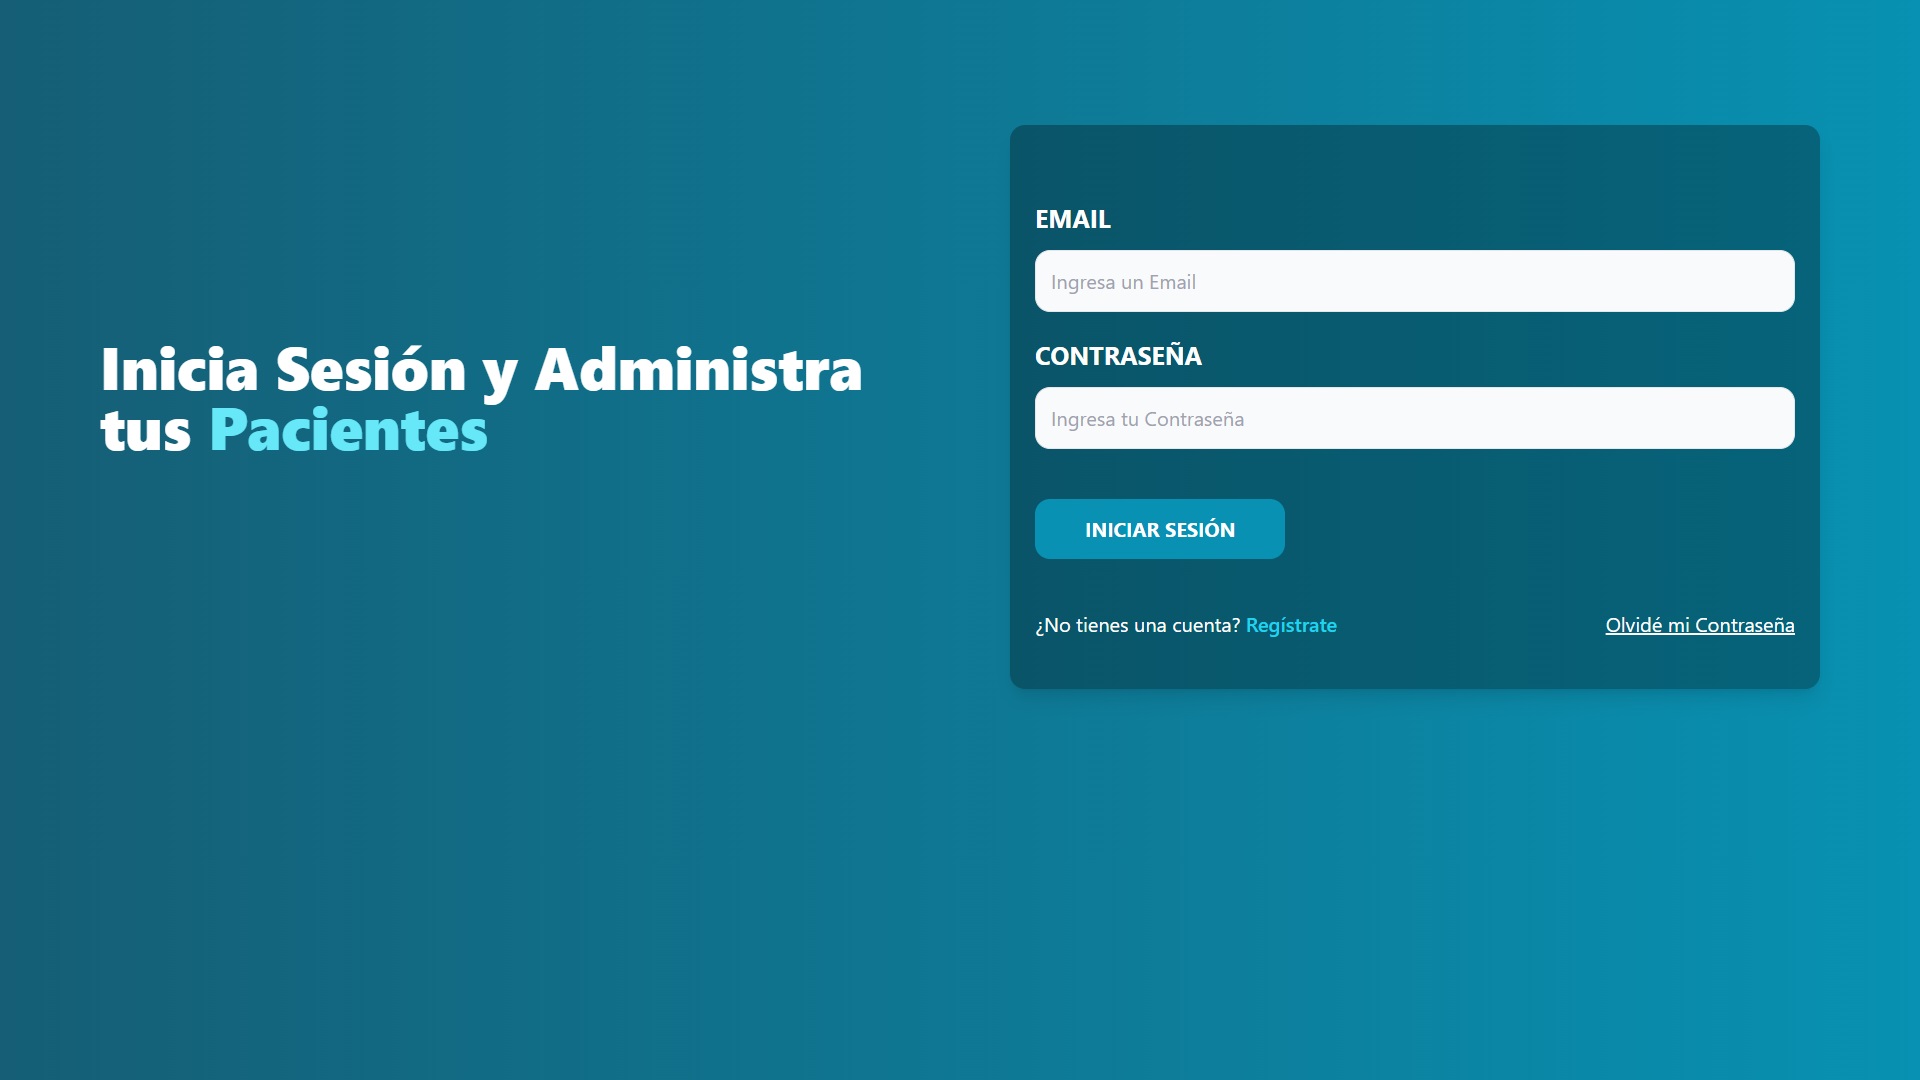 Inicia Sesión y Administra
tus Pacientes
EMAIL
Ingresa un Email
CONTRASEÑA
Ingresa tu Contraseña
INICIAR SESIÓN
¿No tienes una cuenta? Regístrate
Olvidé mi Contraseña